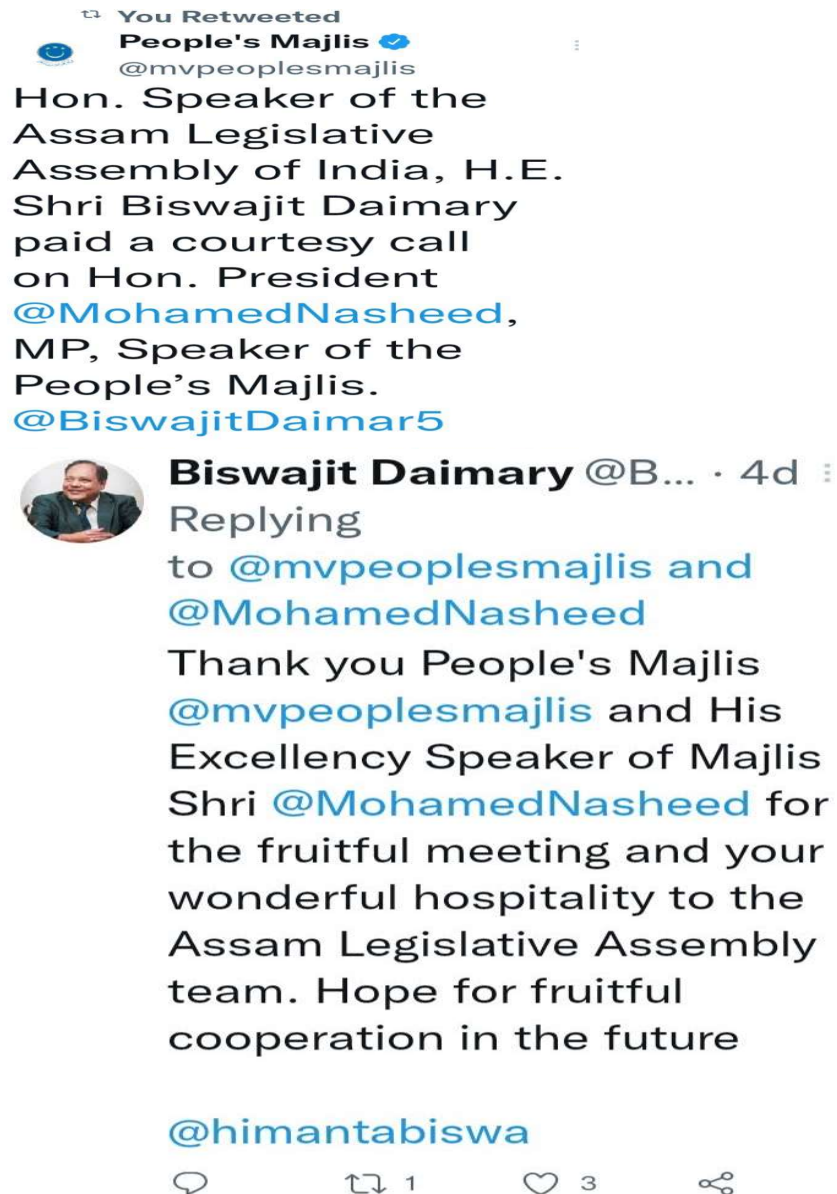 You Retweeted
People's Majlis
@mvpeoplesmajlis
Hon. Speaker of the
Assam Legislative
Assembly of India, H.E.
Shri Biswajit Daimary
paid a courtesy call
on Hon. President
@MohamedNasheed,
MP, Speaker of the
People’s Majlis.
@BiswajitDaimar5
Biswajit Daimary @B... · 4d
Replying
to @mvpeoplesmajlis and
@MohamedNasheed
Thank you People's Majlis
@mvpeoplesmajlis and His
Excellency Speaker of Majlis
Shri @MohamedNasheed for
the fruitful meeting and your
wonderful hospitality to the
Assam Legislative Assembly
team. Hope for fruitful
cooperation in the future
@himantabiswa
1 3